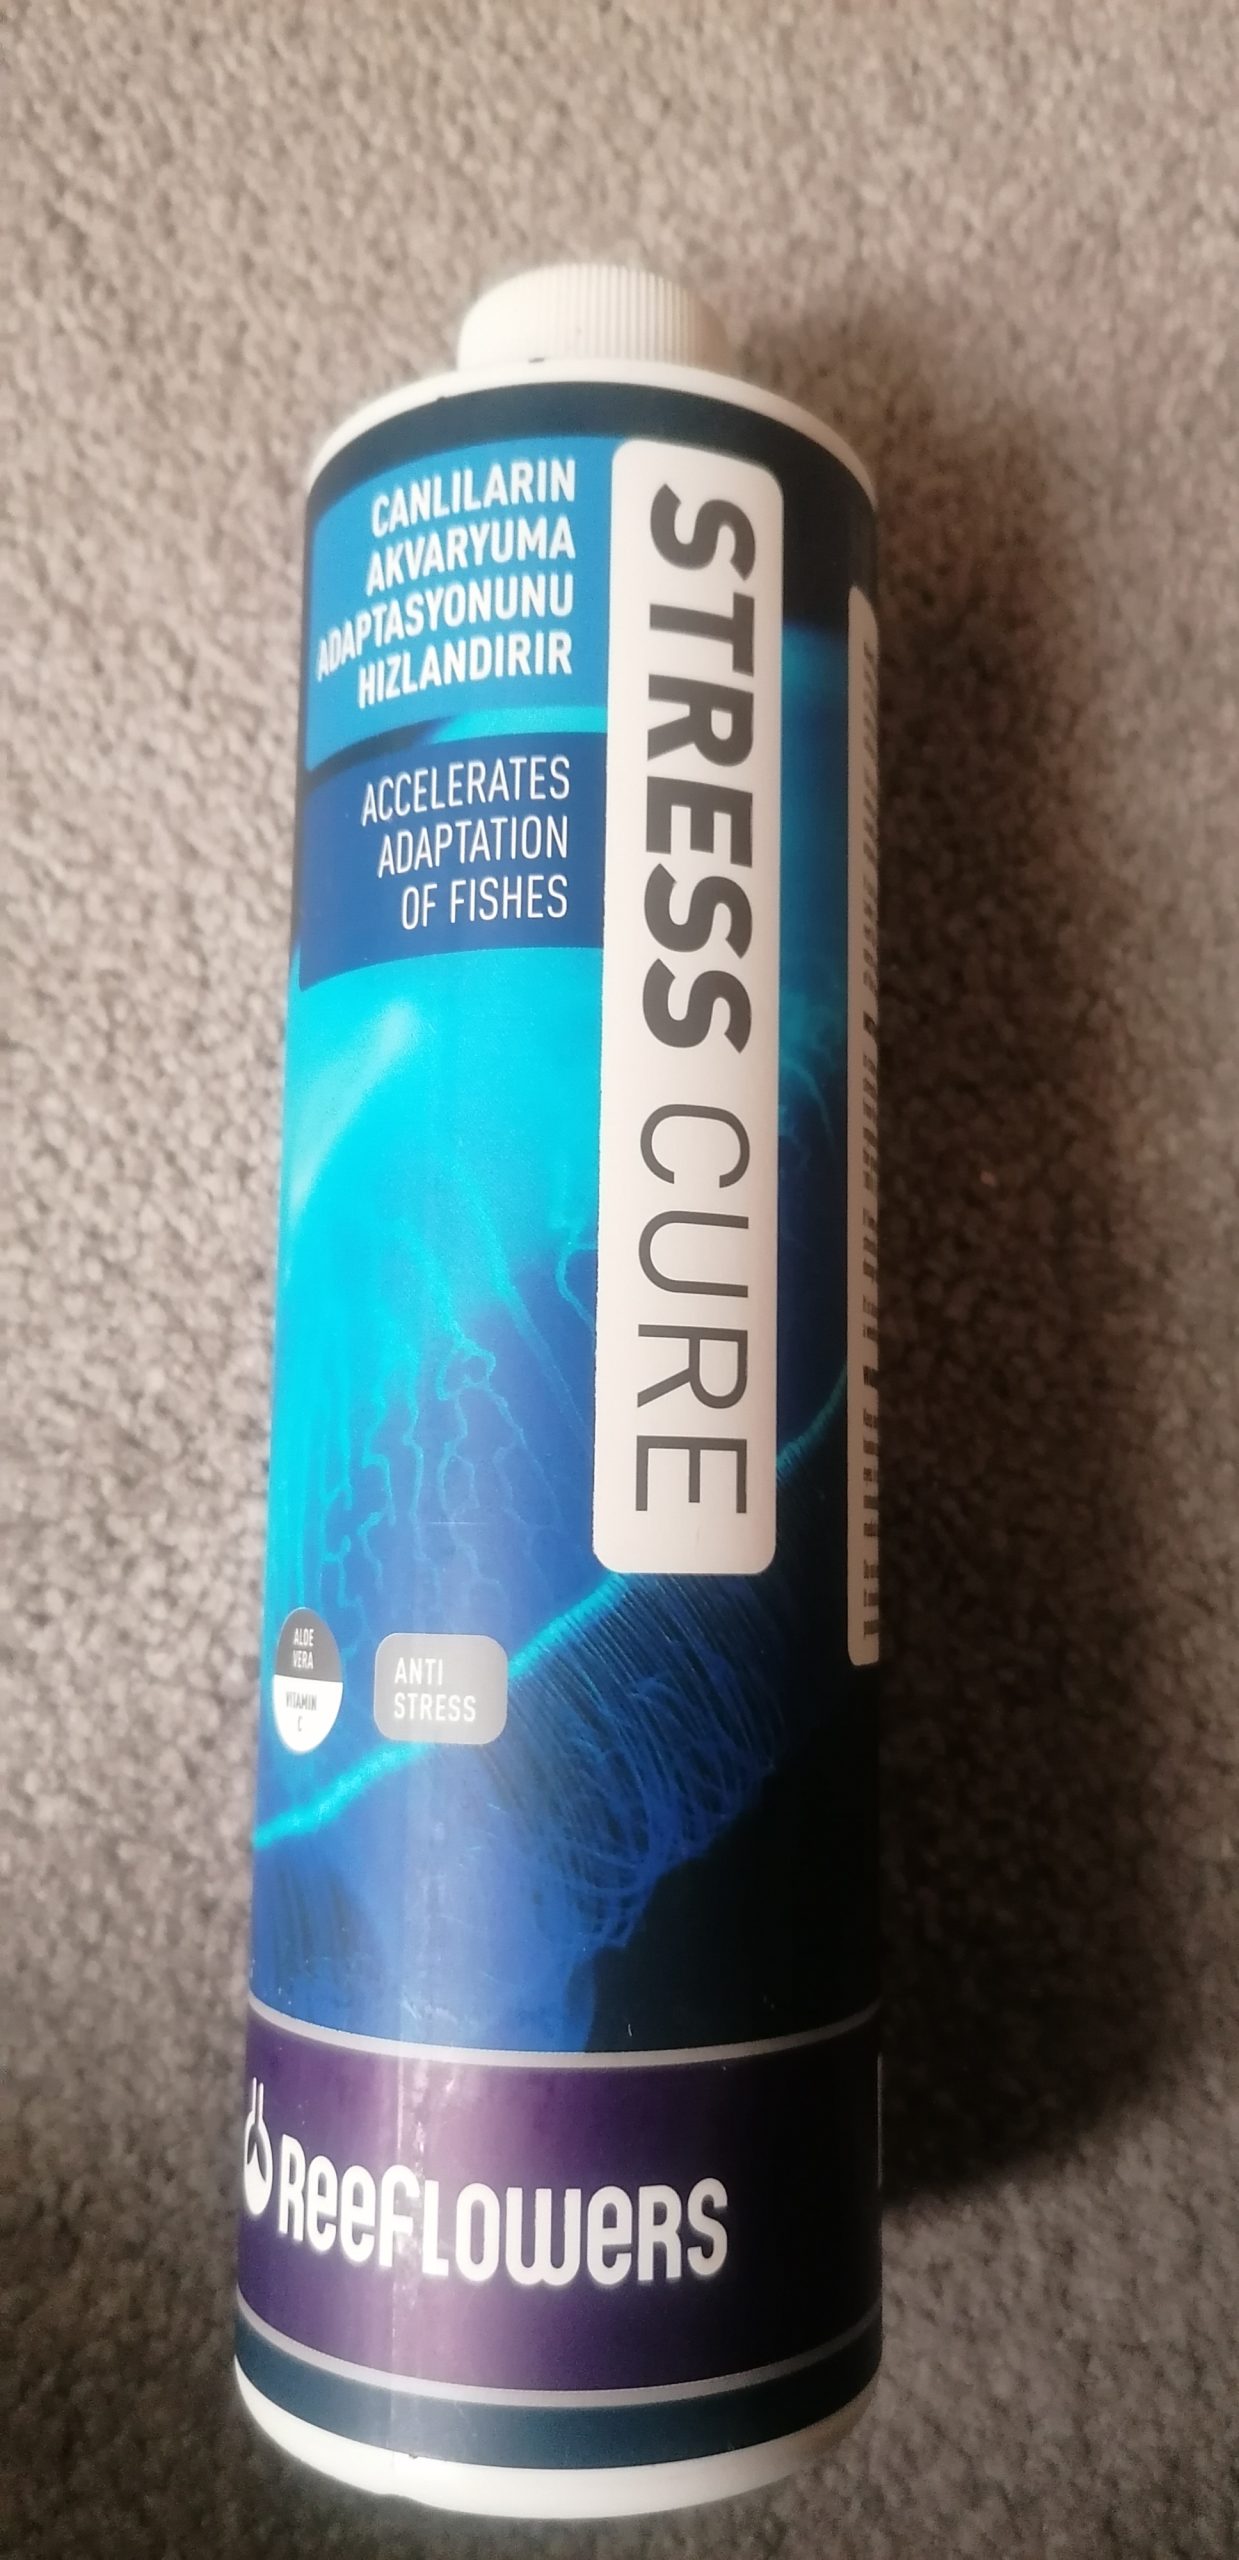 CANLILARIN
AKVARYUMA
ADAPTASYONUNU
HIZLANDIRIR
ACCELERATES
ADAPTATION
OF FISHES
STRESS CURE
ALOE
VERA
VITAMIN
C
ANTI
STRESS
REEFLOWERS